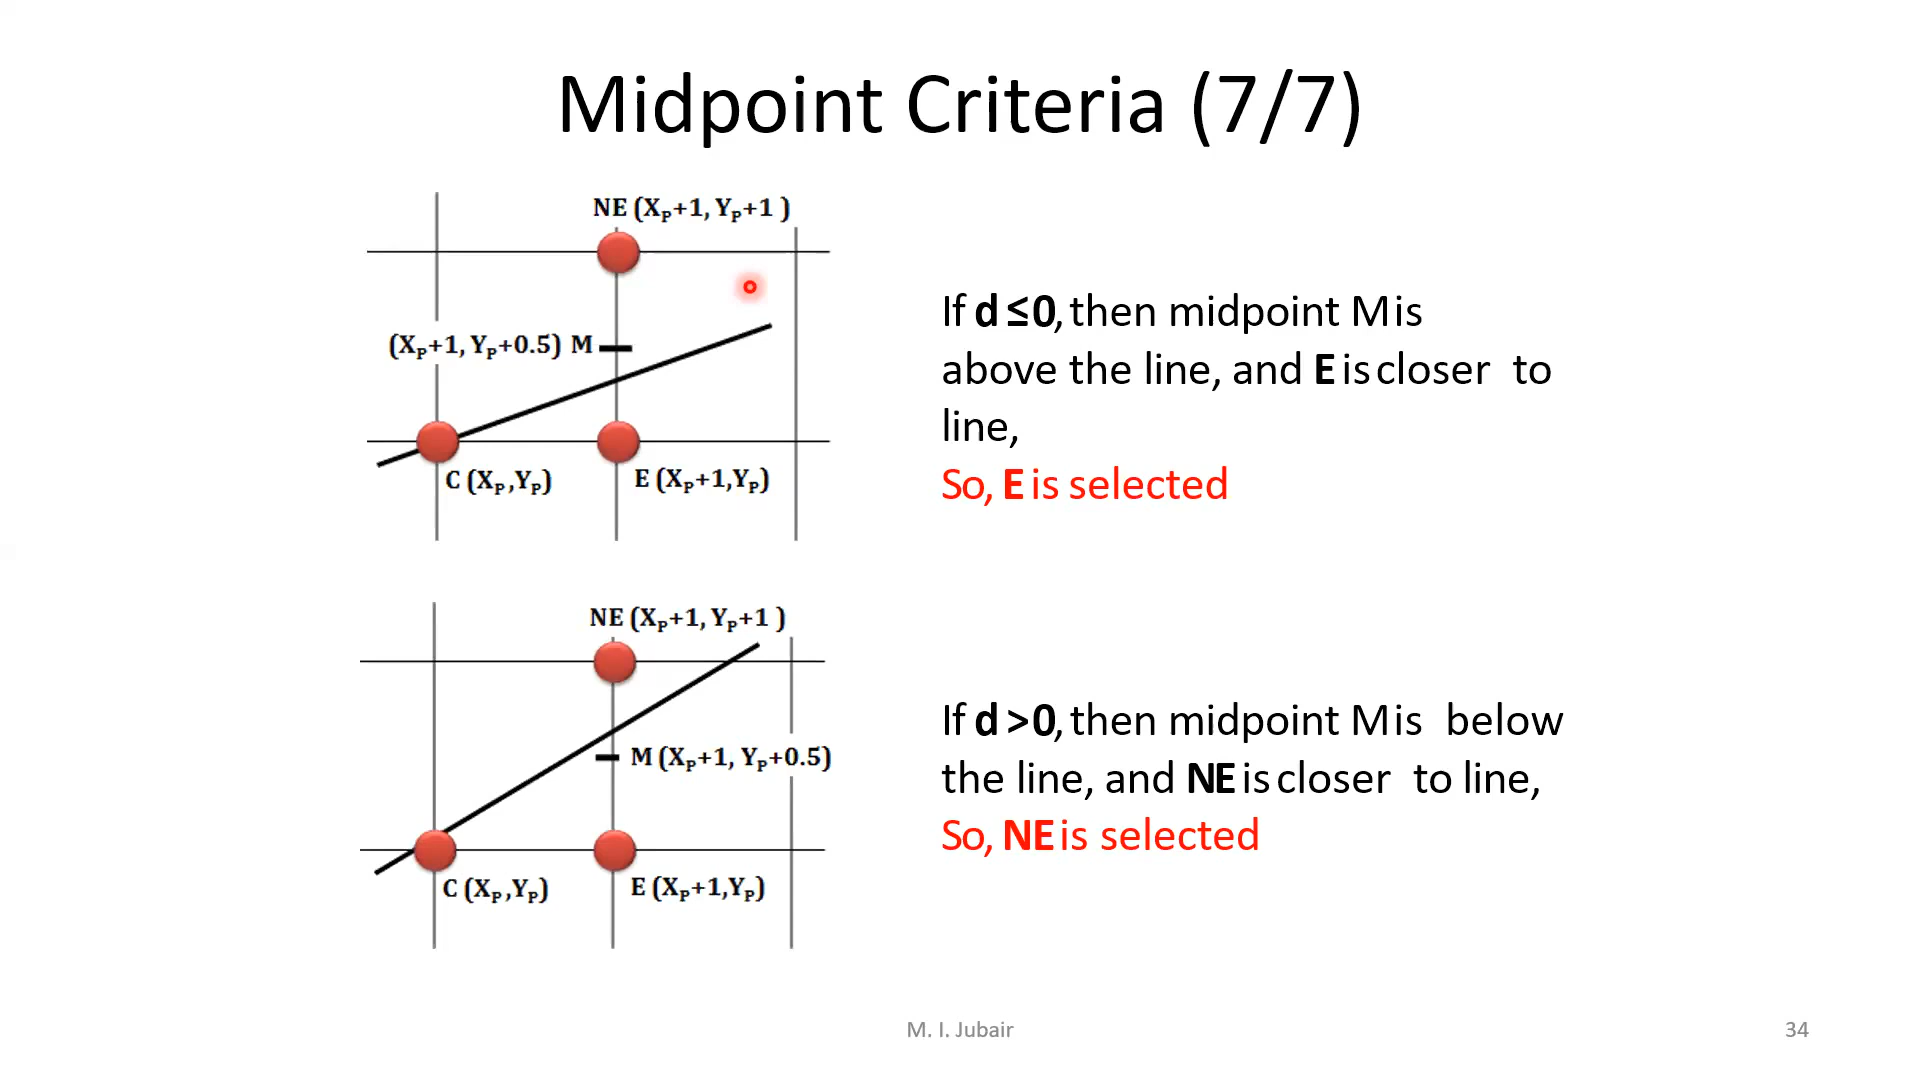 Midpoint Criteria (7/7)
NE (XP+1, YP+1 )
(XP+1, YP+0.5) M
C (XP,YP)
E (XP+1,YP)
If d ≤0, then midpoint M is
above the line, and E is closer to
line,
So, E is selected
NE (XP+1, YP+1 )
M (XP+1, YP+0.5)
C (XP,YP)
E (XP+1,YP)
If d >0, then midpoint M is below
the line, and NE is closer to line,
So, NE is selected
M. I. Jubair
34